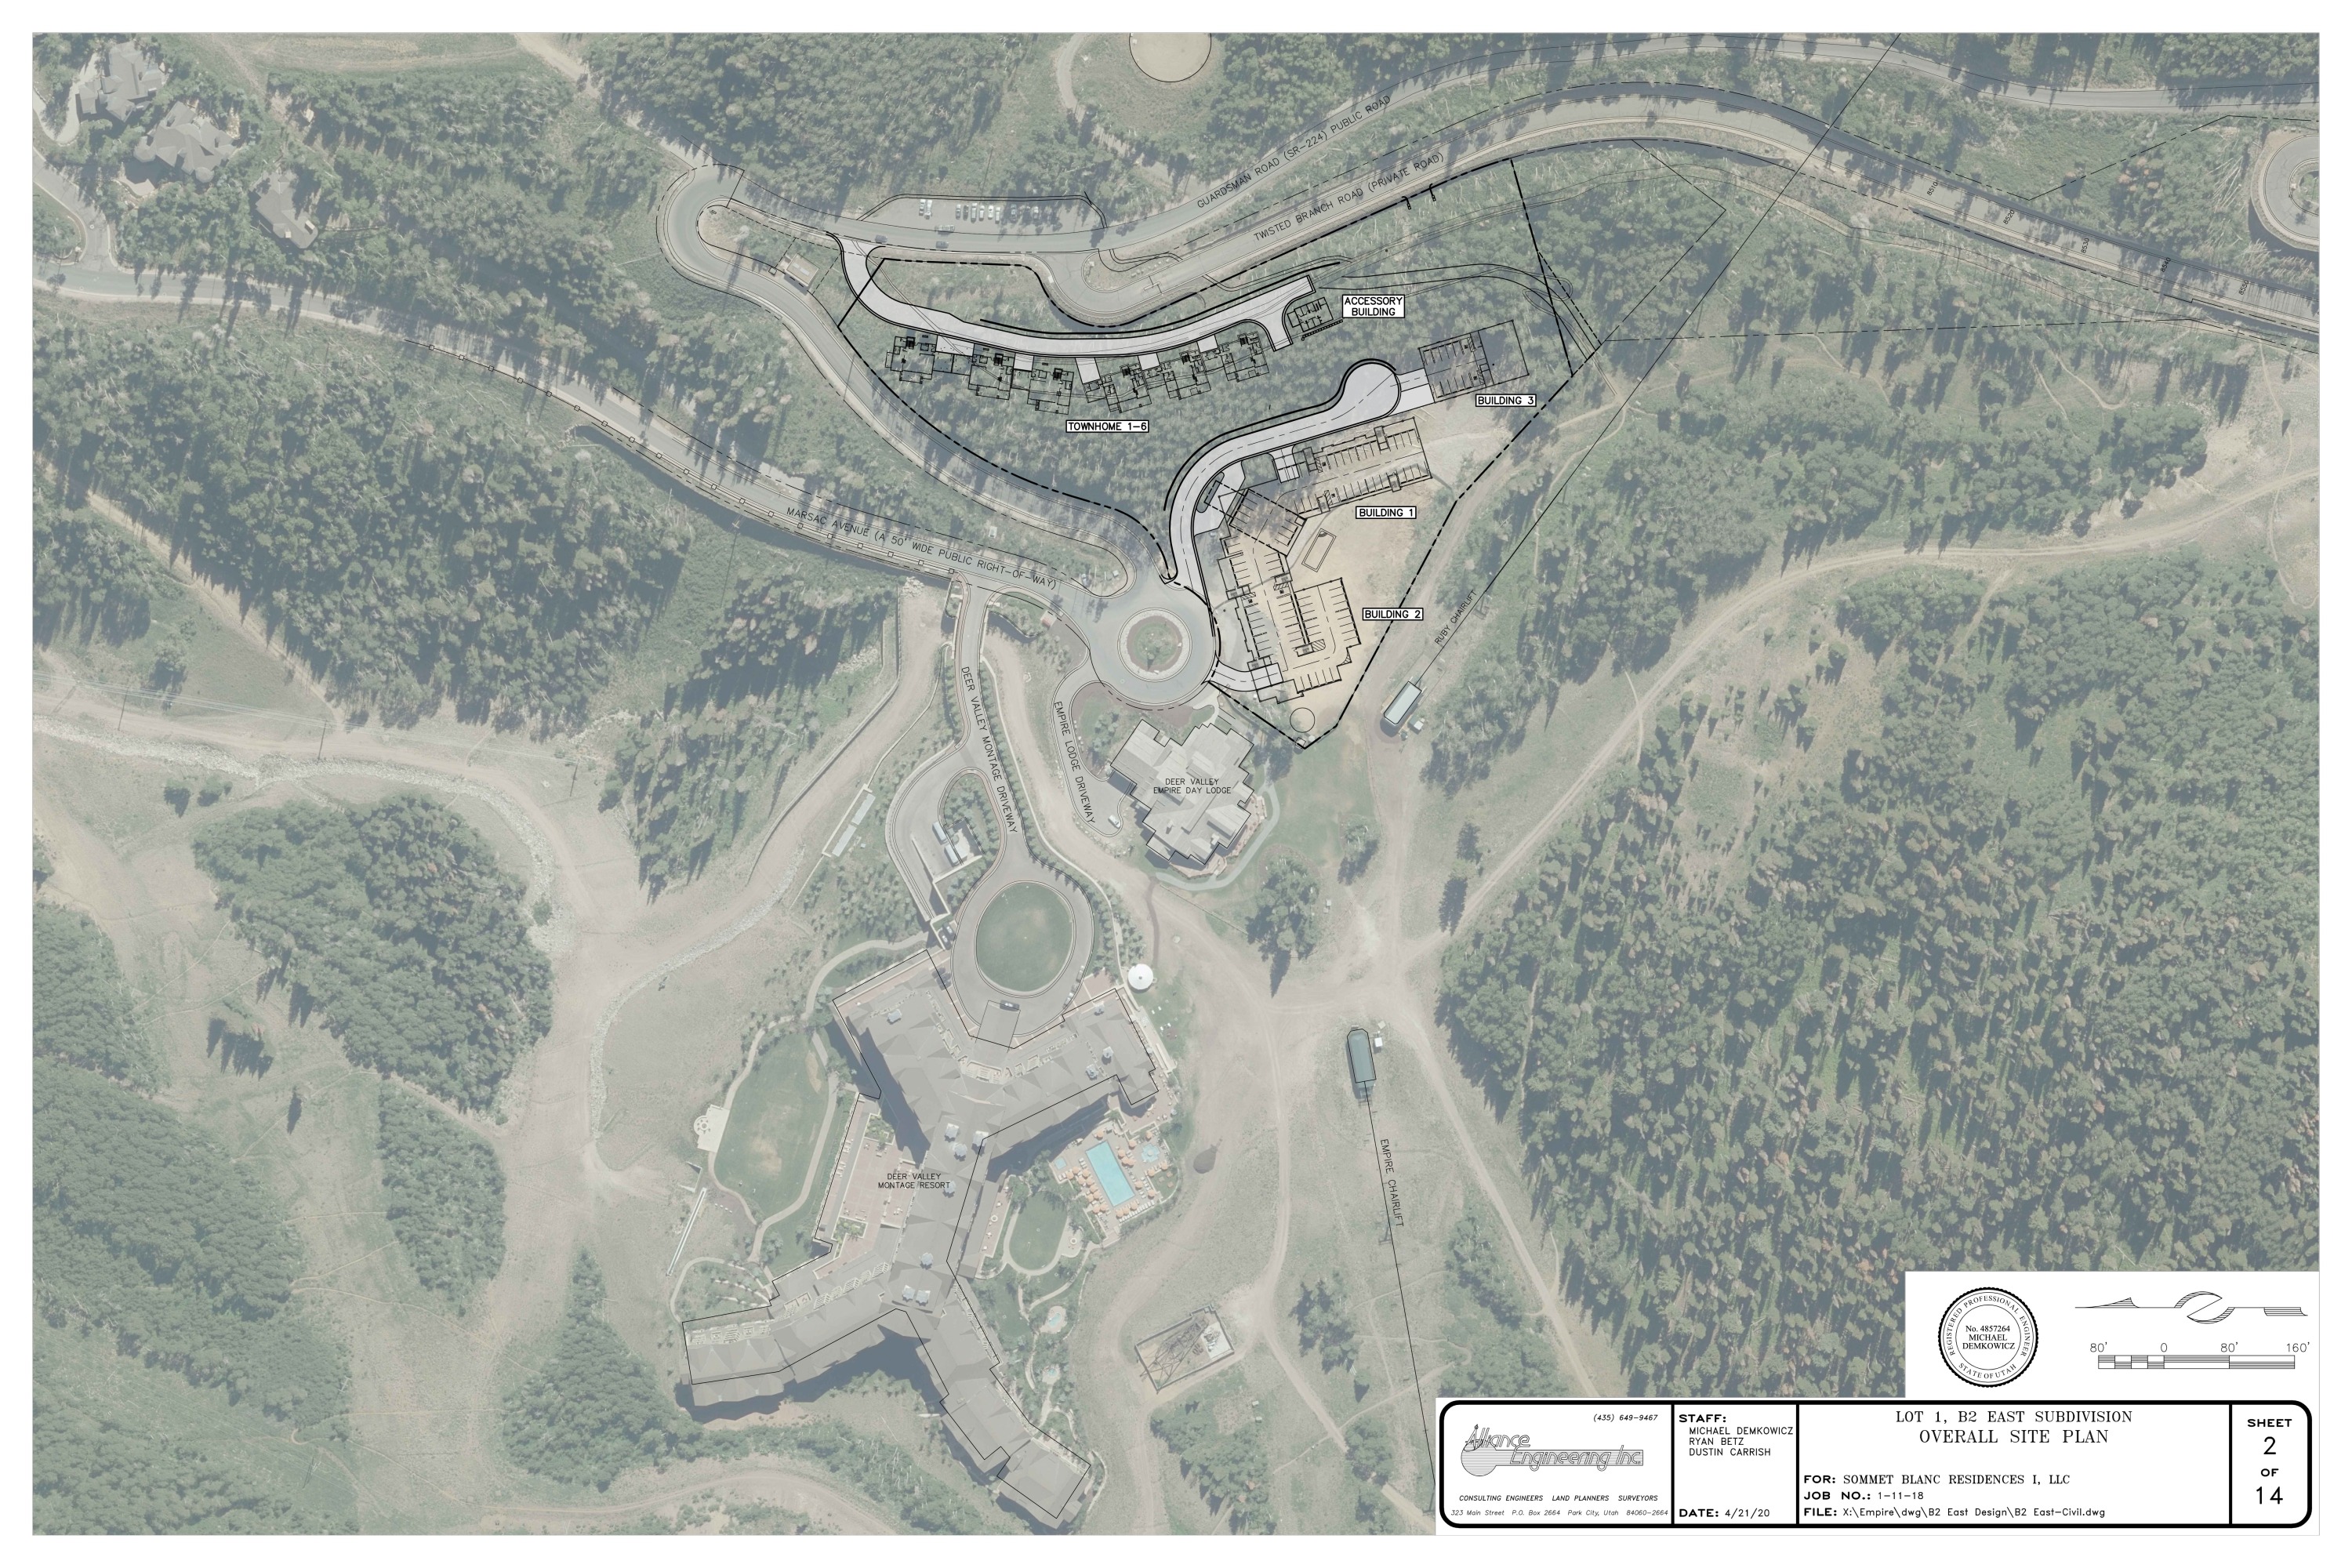 GUARDSMAN ROAD (SR-224) PUBLIC ROAD
TWISTED BRANCH ROAD (PRIVATE ROAD)
8510
8520
8530
8540
8550
ACCESSORY
BUILDING
BUILDING 3
TOWNHOME 1-6
BUILDING 1
MARSAC AVENUE (A 50' WIDE PUBLIC RIGHT-OF-WAY)
BUILDING 2
RUBY CHAIRLIFT
DEER VALLEY MONTAGE DRIVEWAY
EMPIRE LODGE DRIVEWAY
DEER VALLEY
EMPIRE DAY LODGE
EMPIRE CHAIRLIFT
DEER VALLEY
MONTAGE RESORT
REGISTERED PROFESSIONAL ENGINEER
No. 4857264
MICHAEL
DEMKOWICZ
STATE OF UTAH
80' 0 80' 160'
(435) 649-9467
Alliance
Engineering Inc.
CONSULTING ENGINEERS LAND PLANNERS SURVEYORS
323 Main Street P.O. Box 2664 Park City, Utah 84060-2664
STAFF:
MICHAEL DEMKOWICZ
RYAN BETZ
DUSTIN CARRISH
DATE: 4/21/20
LOT 1, B2 EAST SUBDIVISION
OVERALL SITE PLAN
FOR: SOMMET BLANC RESIDENCES I, LLC
JOB NO.: 1-11-18
FILE: X:\Empire\dwg\B2 East Design\B2 East-Civil.dwg
SHEET
2
OF
14